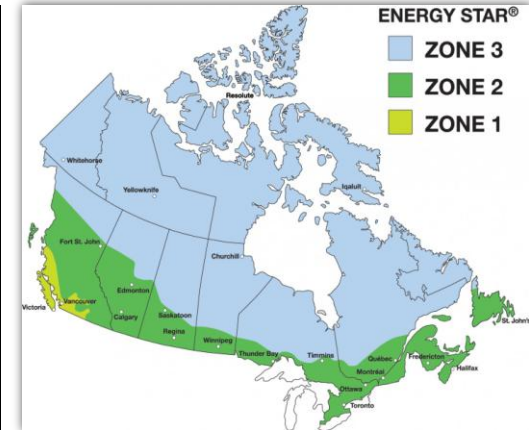 ENERGY STAR®
ZONE 3
ZONE 2
ZONE 1
Resolute
Whitehorse
Yellowknife
Iqaluit
Fort St. John
Churchill
Edmonton
Saskatoon
Victoria
Vancouver
Calgary
Regina
Winnipeg
Thunder Bay
Timmins
Québec
Fredericton
St. John's
Montréal
Halifax
Ottawa
Toronto